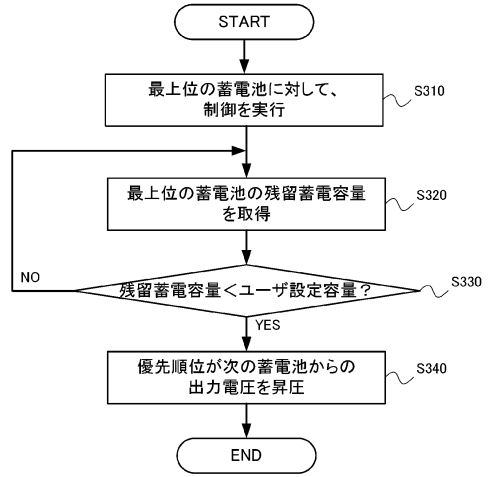 START
最上位の蓄電池に対して、
制御を実行
S310
最上位の蓄電池の残留蓄電容量
を取得
S320
残留蓄電容量＜ユーザ設定容量？
S330
NO
YES
優先順位が次の蓄電池からの
出力電圧を昇圧
S340
END